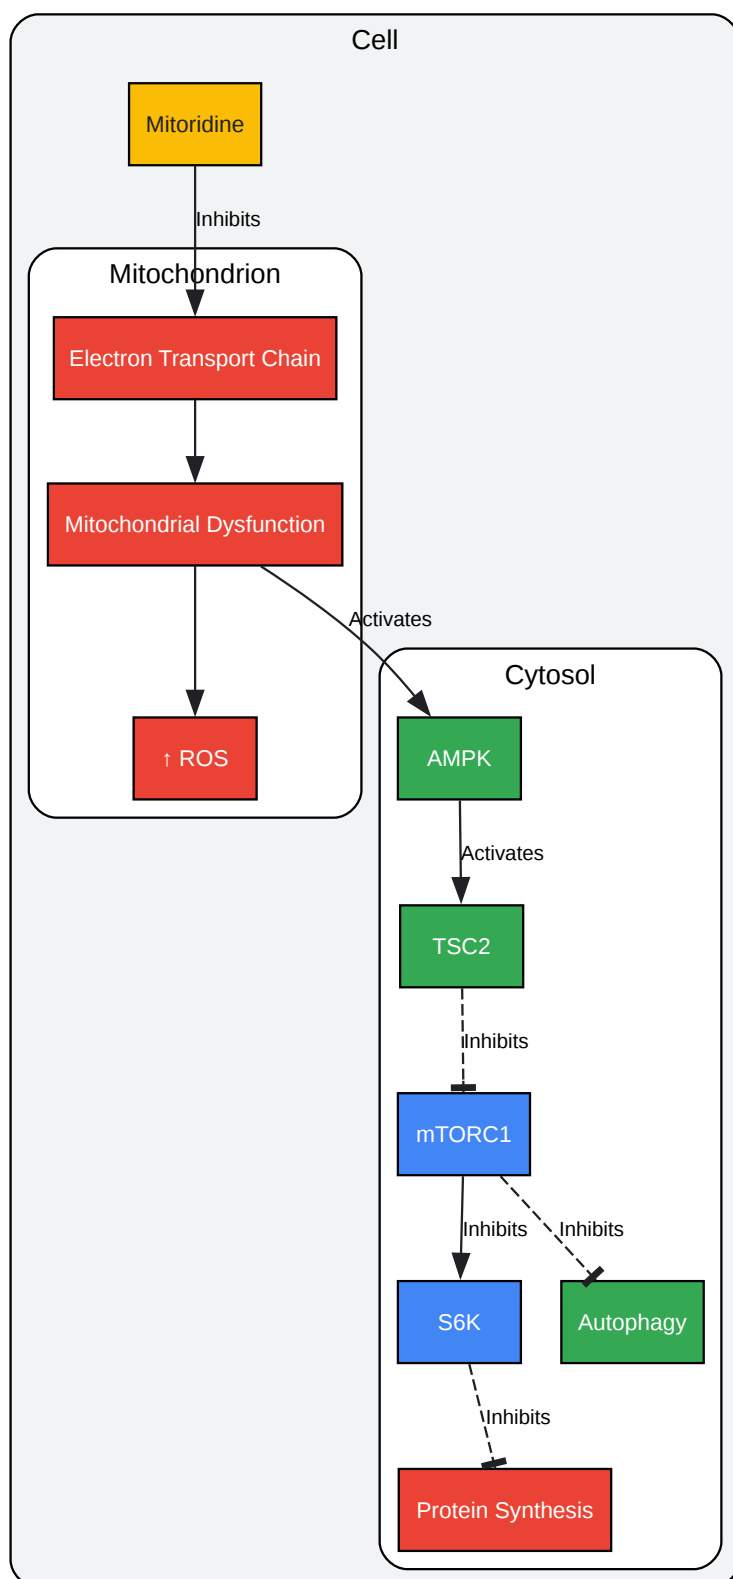 Cell
Mitoridine
Inhibits
Mitochondrion
Electron Transport Chain
Mitochondrial Dysfunction
Activates
Cytosol
↑ ROS
AMPK
Activates
TSC2
Inhibits
mTORC1
Inhibits
Inhibits
S6K
Autophagy
Inhibits
Protein Synthesis